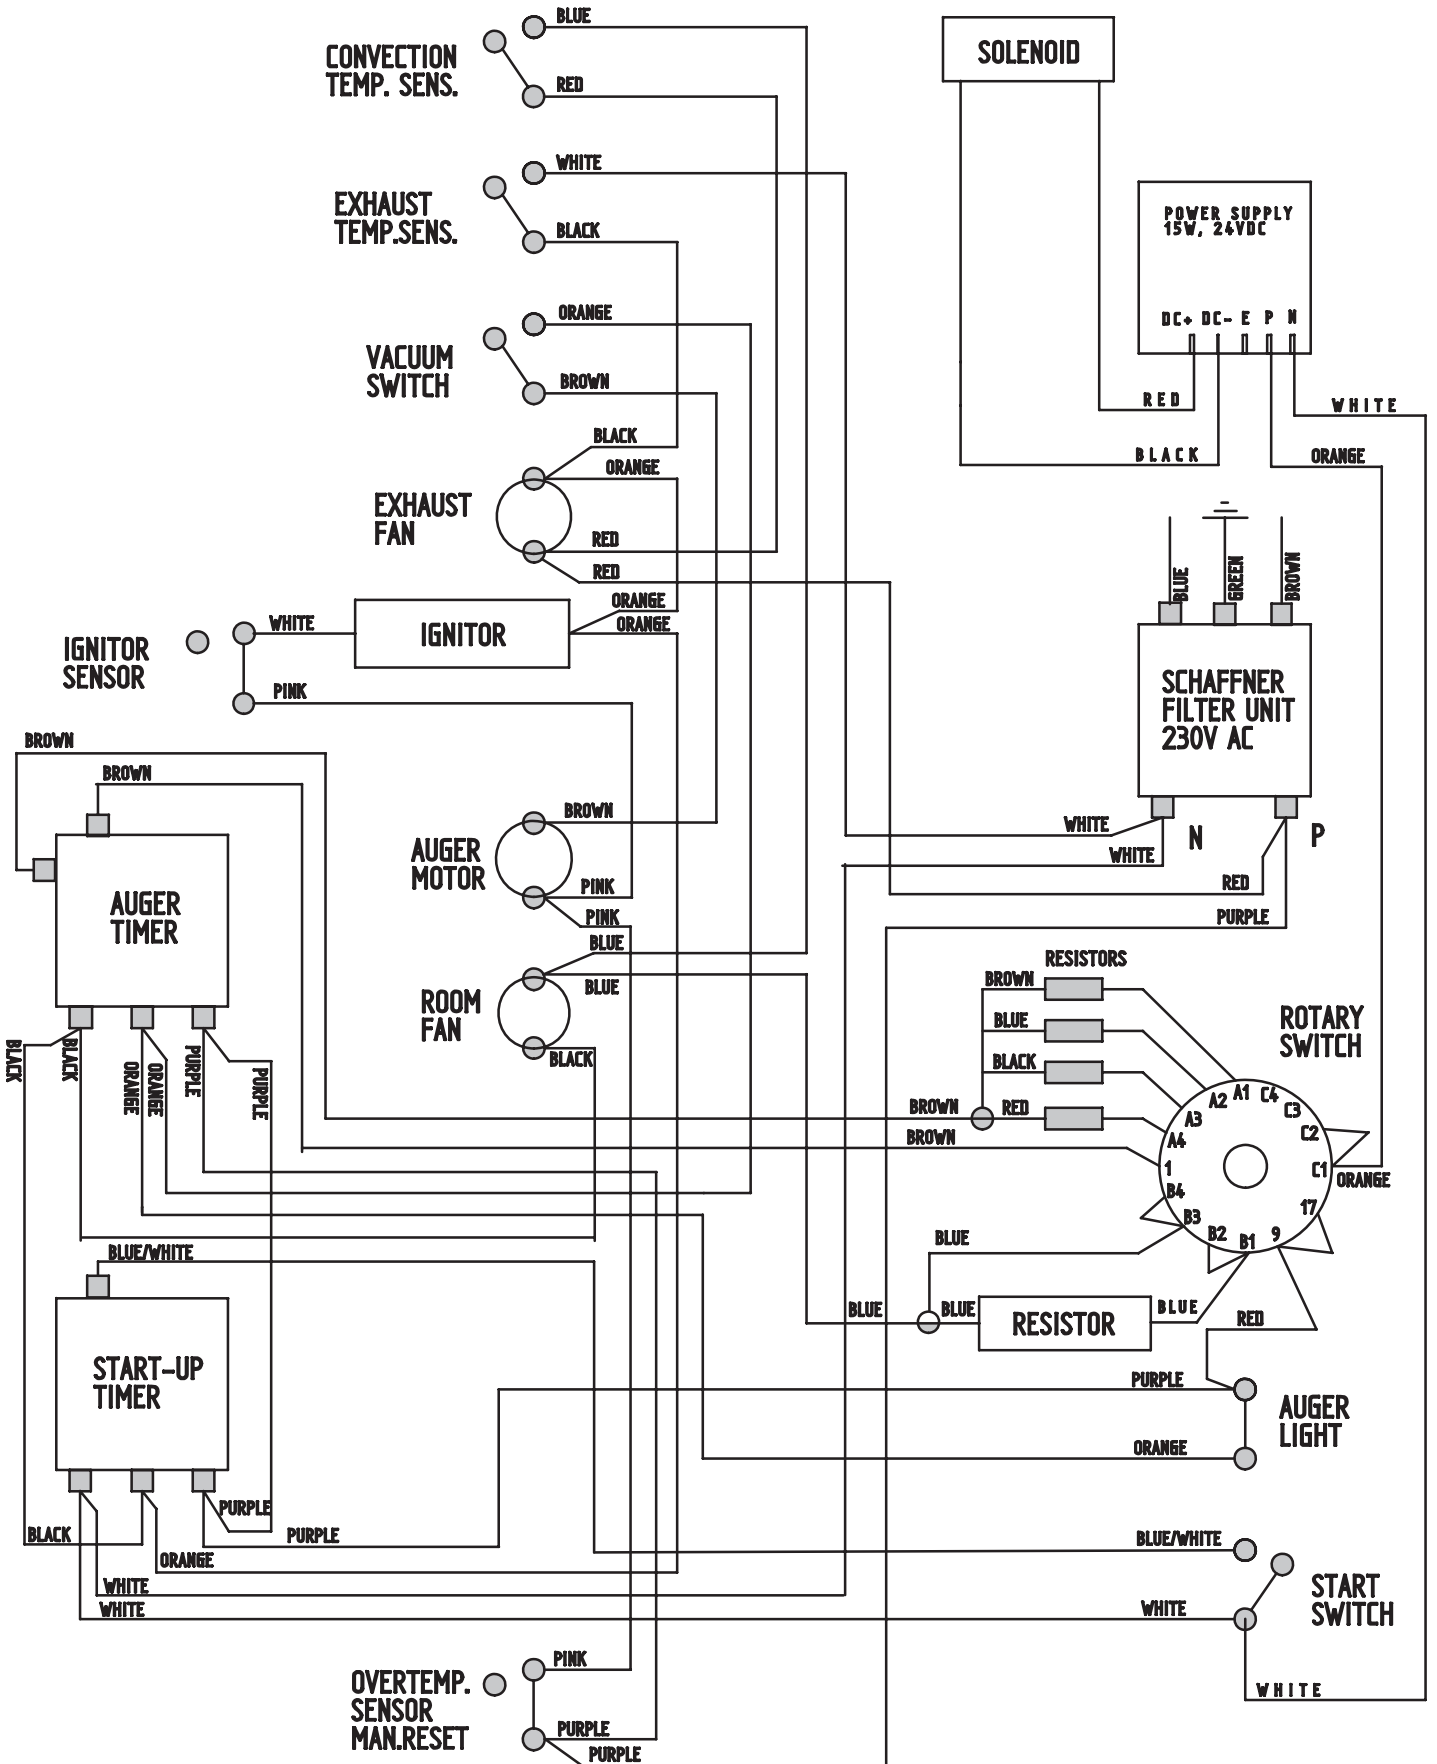 BLUE
CONVECTION
TEMP. SENS.
RED
SOLENOID
WHITE
EXHAUST
TEMP.SENS.
BLACK
POWER SUPPLY
15W, 24VDC
DC+ DC- E P N
ORANGE
VACUUM
SWITCH
BROWN
RED
WHITE
BLACK
ORANGE
BLACK
ORANGE
EXHAUST
FAN
RED
RED
BLUE
GREEN
BROWN
ORANGE
ORANGE
WHITE
IGNITOR
IGNITOR
SENSOR
PINK
SCHAFFNER
FILTER UNIT
230V AC
BROWN
BROWN
BROWN
AUGER
MOTOR
PINK
PINK
WHITE
N
P
WHITE
RED
PURPLE
AUGER
TIMER
BLUE
BLUE
ROOM
FAN
BLACK
RESISTORS
BROWN
BLUE
BLACK
BROWN
RED
BROWN
ROTARY
SWITCH
BLACK
BLACK
ORANGE
ORANGE
PURPLE
PURPLE
A1
C4
A2
C3
A3
C2
A4
1
C1
ORANGE
B4
17
B3
B2
B1
9
BLUE
BLUE/WHITE
BLUE
BLUE
RESISTOR
BLUE
RED
START-UP
TIMER
PURPLE
AUGER
LIGHT
ORANGE
PURPLE
BLACK
PURPLE
ORANGE
BLUE/WHITE
WHITE
WHITE
WHITE
START
SWITCH
PINK
OVERTEMP.
SENSOR
MAN.RESET
WHITE
PURPLE
PURPLE